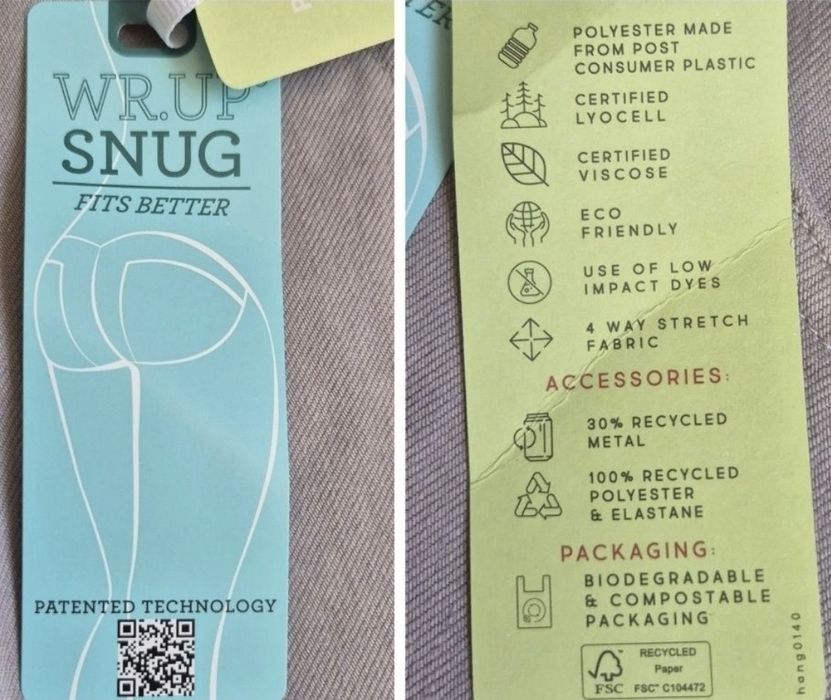 WR.UP®
SNUG
FITS BETTER
PATENTED TECHNOLOGY
POLYESTER MADE
FROM POST
CONSUMER PLASTIC
CERTIFIED
LYOCELL
CERTIFIED
VISCOSE
ECO
FRIENDLY
USE OF LOW
IMPACT DYES
4 WAY STRETCH
FABRIC
ACCESSORIES:
30% RECYCLED
METAL
100% RECYCLED
POLYESTER
& ELASTANE
PACKAGING:
BIODEGRADABLE
& COMPOSTABLE
PACKAGING
RECYCLED
Paper
FSC FSC™ C104472
hang0140